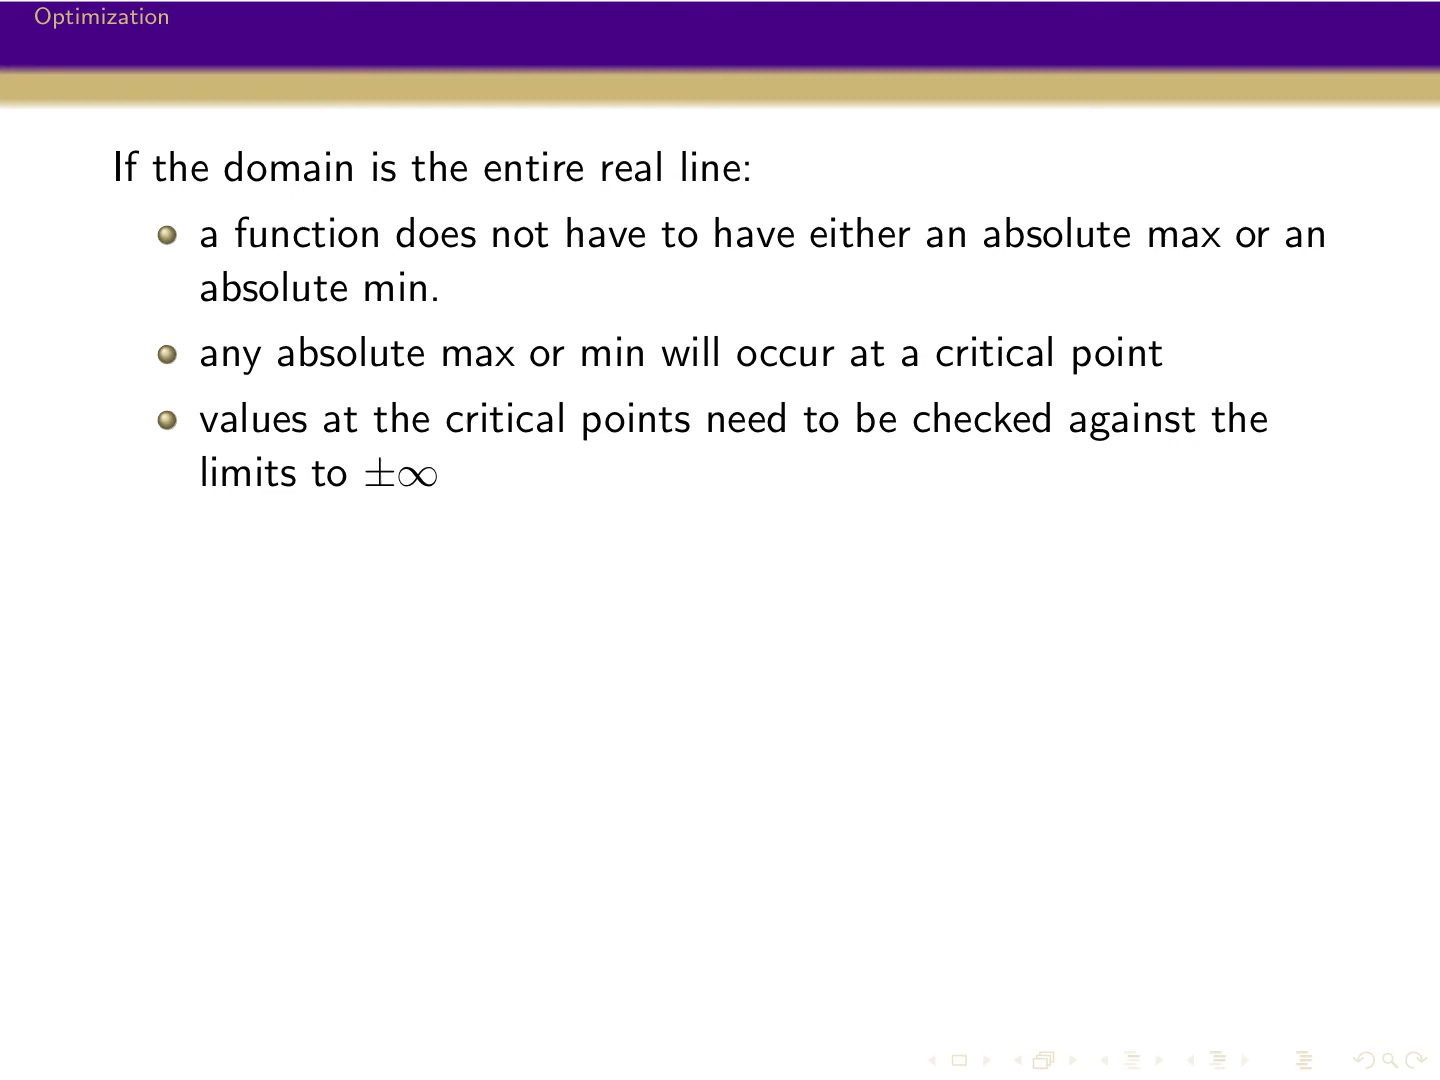 Optimization
If the domain is the entire real line:
a function does not have to have either an absolute max or an
absolute min.
any absolute max or min will occur at a critical point
values at the critical points need to be checked against the
limits to ±∞